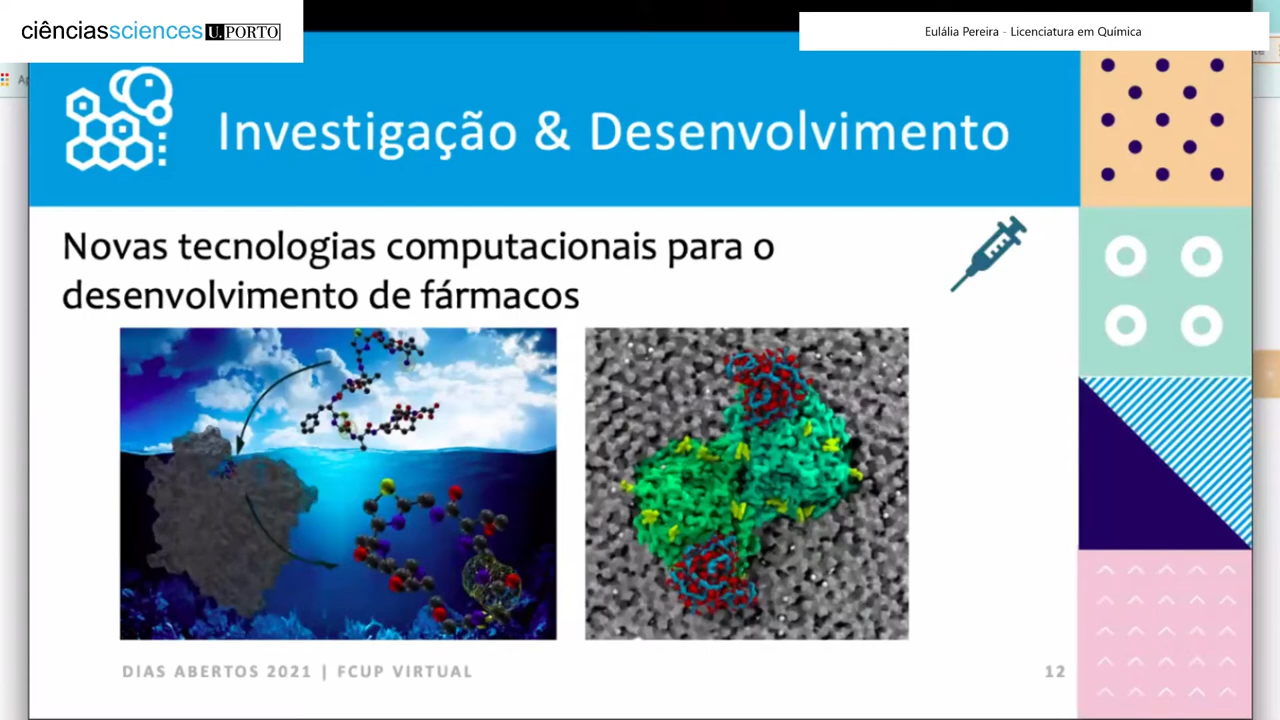 ciênciassciences U.PORTO
Eulália Pereira - Licenciatura em Química
Investigação & Desenvolvimento
Novas tecnologias computacionais para o
desenvolvimento de fármacos
DIAS ABERTOS 2021 | FCUP VIRTUAL
12